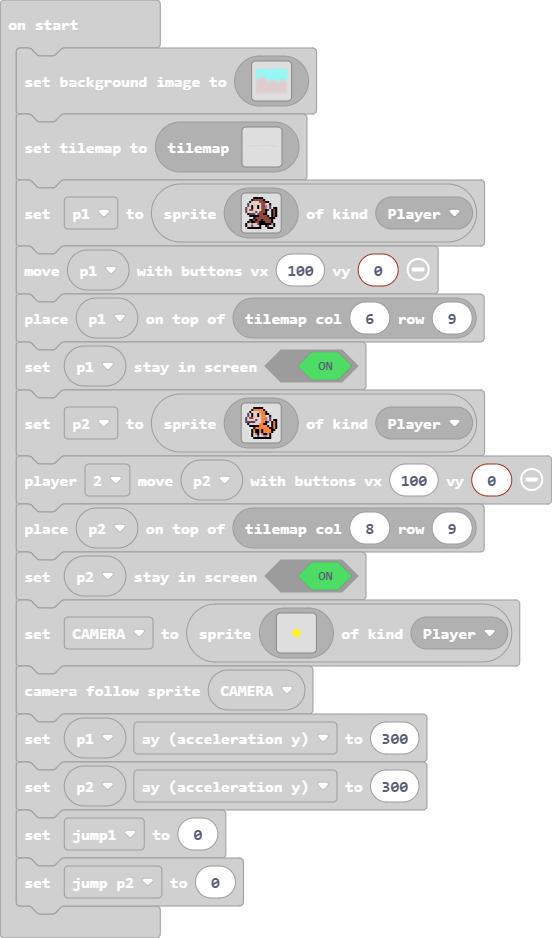 on start
set background image to
set tilemap to tilemap
set p1 to sprite of kind Player
move p1 with buttons vx 100 vy 0
place p1 on top of tilemap col 6 row 9
set p1 stay in screen ON
set p2 to sprite of kind Player
player 2 move p2 with buttons vx 100 vy 0
place p2 on top of tilemap col 8 row 9
set p2 stay in screen ON
set CAMERA to sprite of kind Player
camera follow sprite CAMERA
set p1 ay (acceleration y) to 300
set p2 ay (acceleration y) to 300
set jump1 to 0
set jump p2 to 0